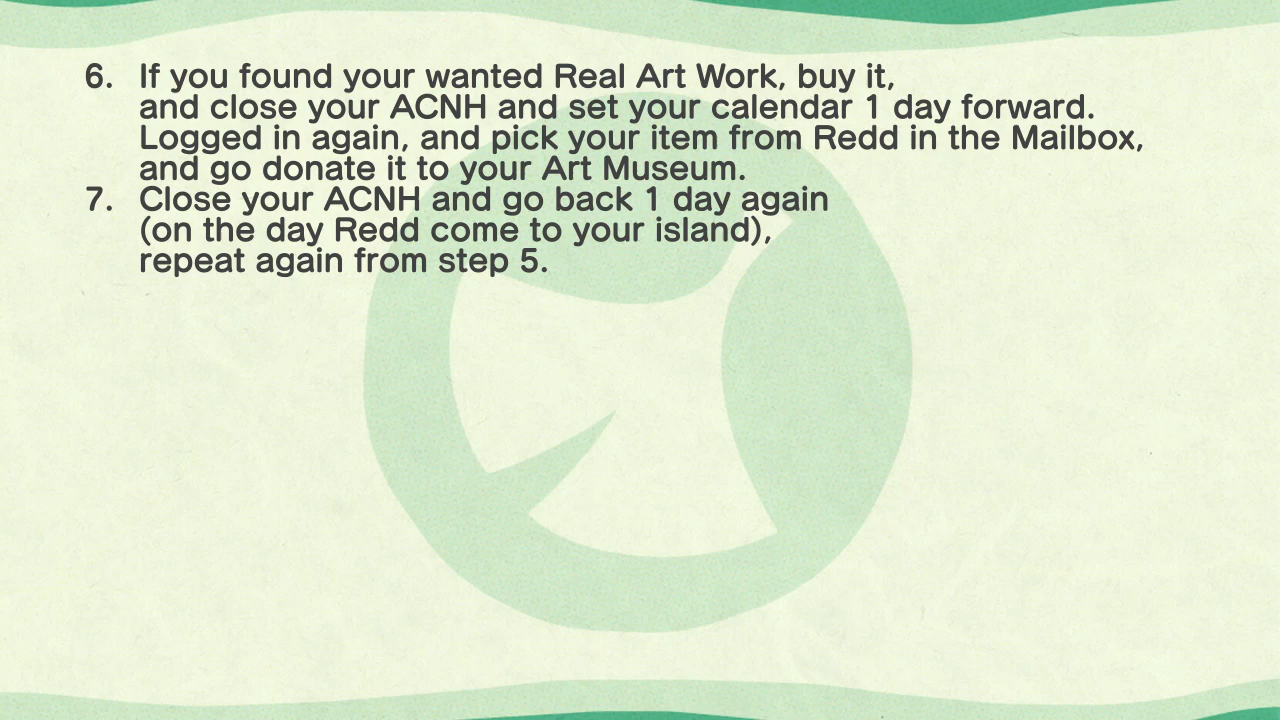 6. If you found your wanted Real Art Work, buy it,
and close your ACNH and set your calendar 1 day forward.
Logged in again, and pick your item from Redd in the Mailbox,
and go donate it to your Art Museum.
7. Close your ACNH and go back 1 day again
(on the day Redd come to your island),
repeat again from step 5.